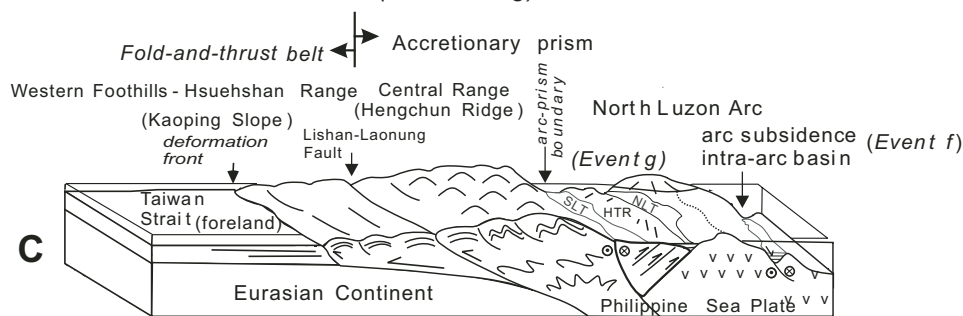 Fold-and-thrust belt
Accretionary prism
Western Foothills - Hsuehshan Range
(Kaoping Slope)
deformation
front
Lishan-Laonung
Fault
Central Range
(Hengchun Ridge)
arc-prism
boundary
North Luzon Arc
(Event g)
arc subsidence (Event f)
intra-arc basin
Taiwan
Strait (foreland)
SLT
HTR
NLT
C
Eurasian Continent
Philippine Sea Plate
v v v v
v v v v v
v v v
v v v